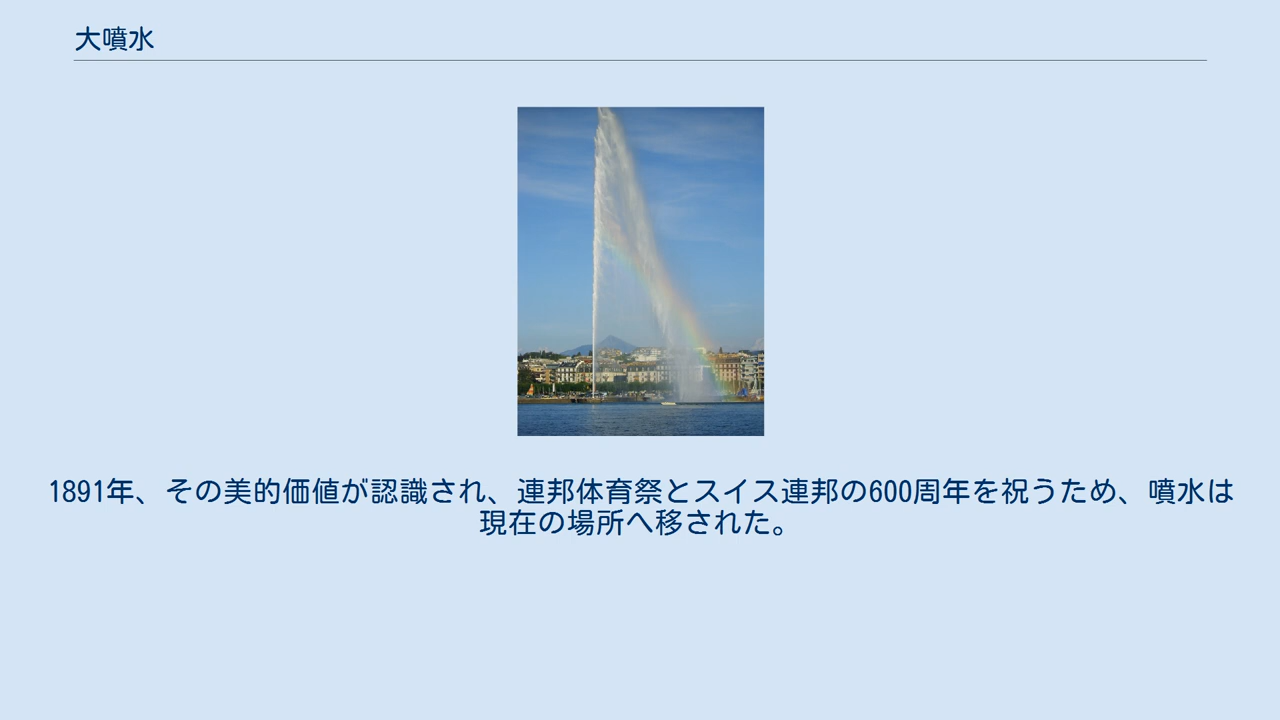 大噴水
1891年、その美的価値が認識され、連邦体育祭とスイス連邦の600周年を祝うため、噴水は
現在の場所へ移された。